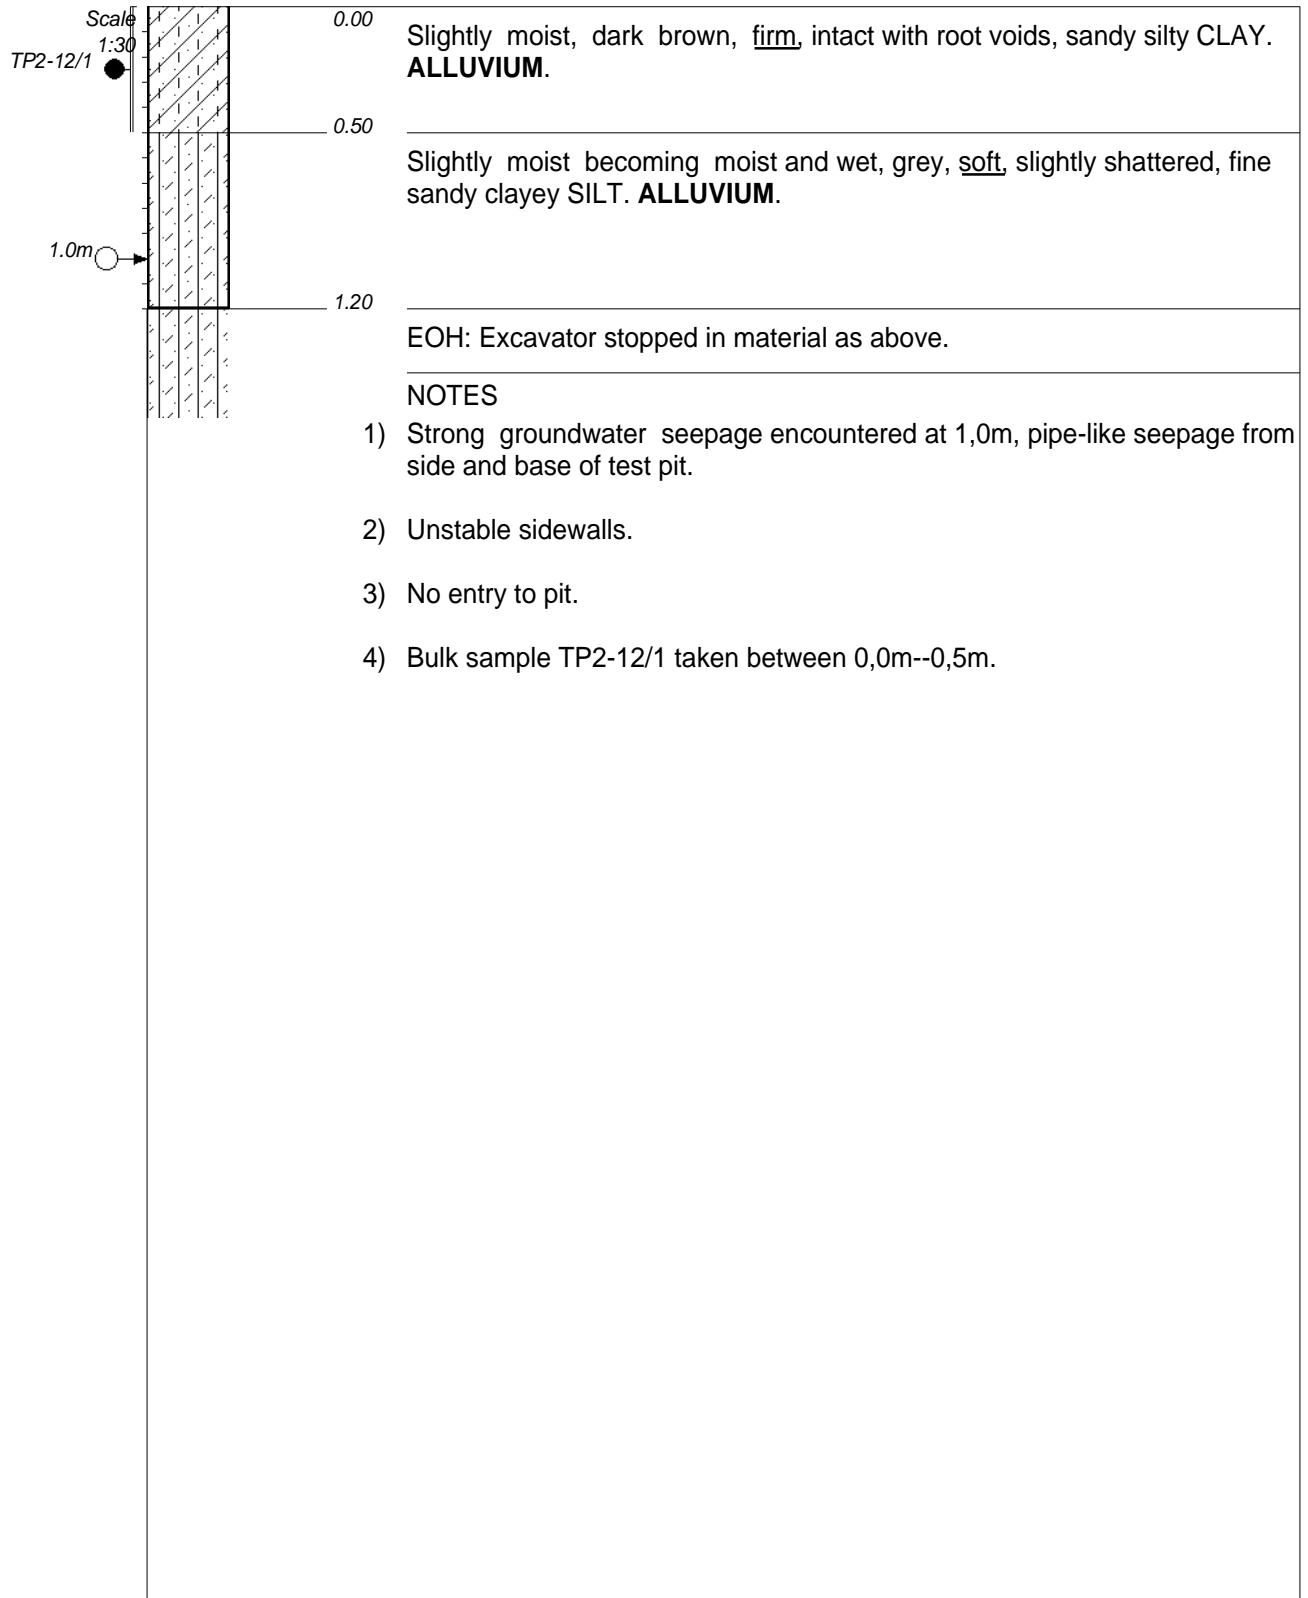 Scale
1:30
TP2-12/1
0.00
Slightly moist, dark brown, firm, intact with root voids, sandy silty CLAY.
ALLUVIUM.
0.50
Slightly moist becoming moist and wet, grey, soft, slightly shattered, fine
sandy clayey SILT. ALLUVIUM.
1.0m
1.20
EOH: Excavator stopped in material as above.
NOTES
1) Strong groundwater seepage encountered at 1,0m, pipe-like seepage from
side and base of test pit.
2) Unstable sidewalls.
3) No entry to pit.
4) Bulk sample TP2-12/1 taken between 0,0m--0,5m.